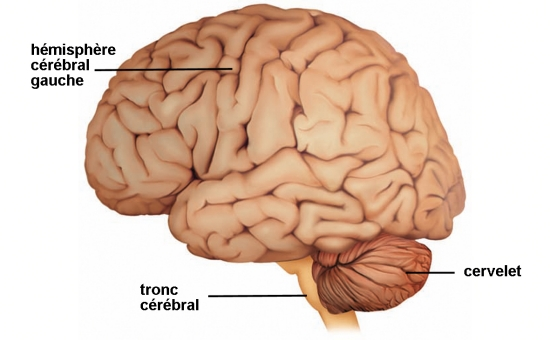 hémisphère
cérébral
gauche
cervelet
tronc
cérébral